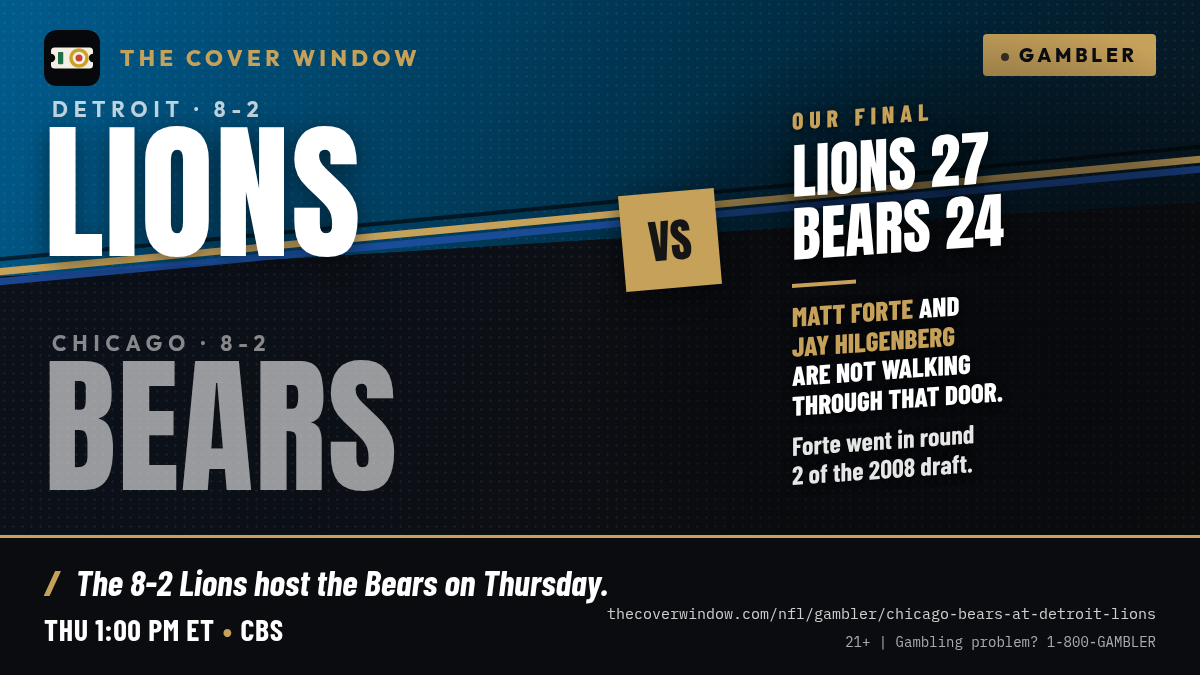 THE COVER WINDOW
GAMBLER
DETROIT · 8-2
LIONS
VS
CHICAGO · 8-2
BEARS
OUR FINAL
LIONS 27
BEARS 24
MATT FORTE AND
JAY HILGENBERG
ARE NOT WALKING
THROUGH THAT DOOR.
Forte went in round
2 of the 2008 draft.
/ The 8-2 Lions host the Bears on Thursday.
THU 1:00 PM ET • CBS
thecoverwindow.com/nfl/gambler/chicago-bears-at-detroit-lions
21+ | Gambling problem? 1-800-GAMBLER